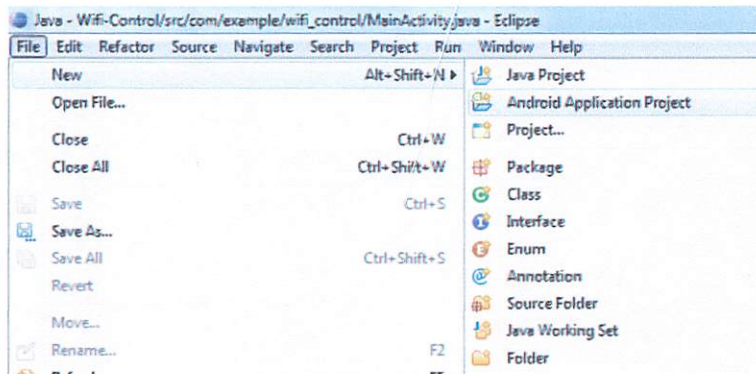 Java - Wifi-Control/src/com/example/wifi_control/MainActivity.java - Eclipse
File Edit Refactor Source Navigate Search Project Run Window Help
New Alt+Shift+N
Open File...
Close Ctrl+W
Close All Ctrl+Shift+W
Save Ctrl+S
Save As...
Save All Ctrl+Shift+S
Revert
Move...
Rename... F2
Java Project
Android Application Project
Project...
Package
Class
Interface
Enum
Annotation
Source Folder
Java Working Set
Folder